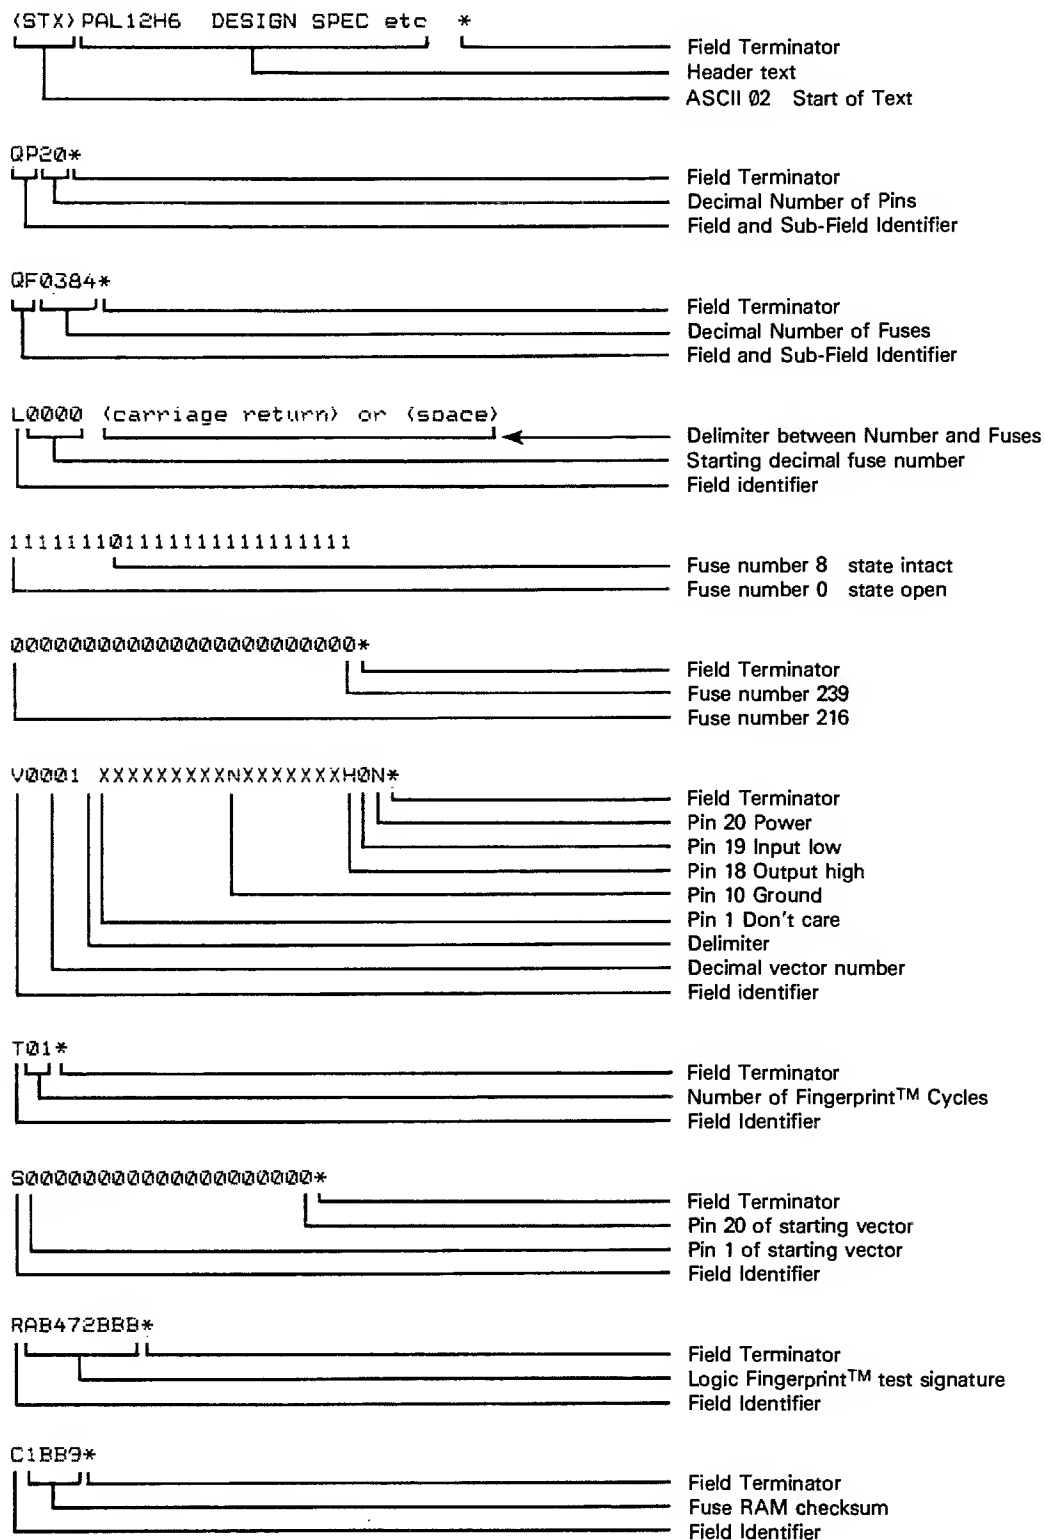 (STX)PAL12H6 DESIGN SPEC etc *
Field Terminator
Header text
ASCII 02 Start of Text
QP20*
Field Terminator
Decimal Number of Pins
Field and Sub-Field Identifier
QF0384*
Field Terminator
Decimal Number of Fuses
Field and Sub-Field Identifier
L0000 (carriage return) or (space)
Delimiter between Number and Fuses
Starting decimal fuse number
Field identifier
111111101111111111111111
Fuse number 8 state intact
Fuse number 0 state open
000000000000000000000000*
Field Terminator
Fuse number 239
Fuse number 216
V0001 XXXXXXXXXNXXXXXXXH0N*
Field Terminator
Pin 20 Power
Pin 19 Input low
Pin 18 Output high
Pin 10 Ground
Pin 1 Don't care
Delimiter
Decimal vector number
Field identifier
T01*
Field Terminator
Number of Fingerprint™ Cycles
Field Identifier
S00000000000000000000*
Field Terminator
Pin 20 of starting vector
Pin 1 of starting vector
Field Identifier
RAB472BBB*
Field Terminator
Logic Fingerprint™ test signature
Field Identifier
C1BB9*
Field Terminator
Fuse RAM checksum
Field Identifier